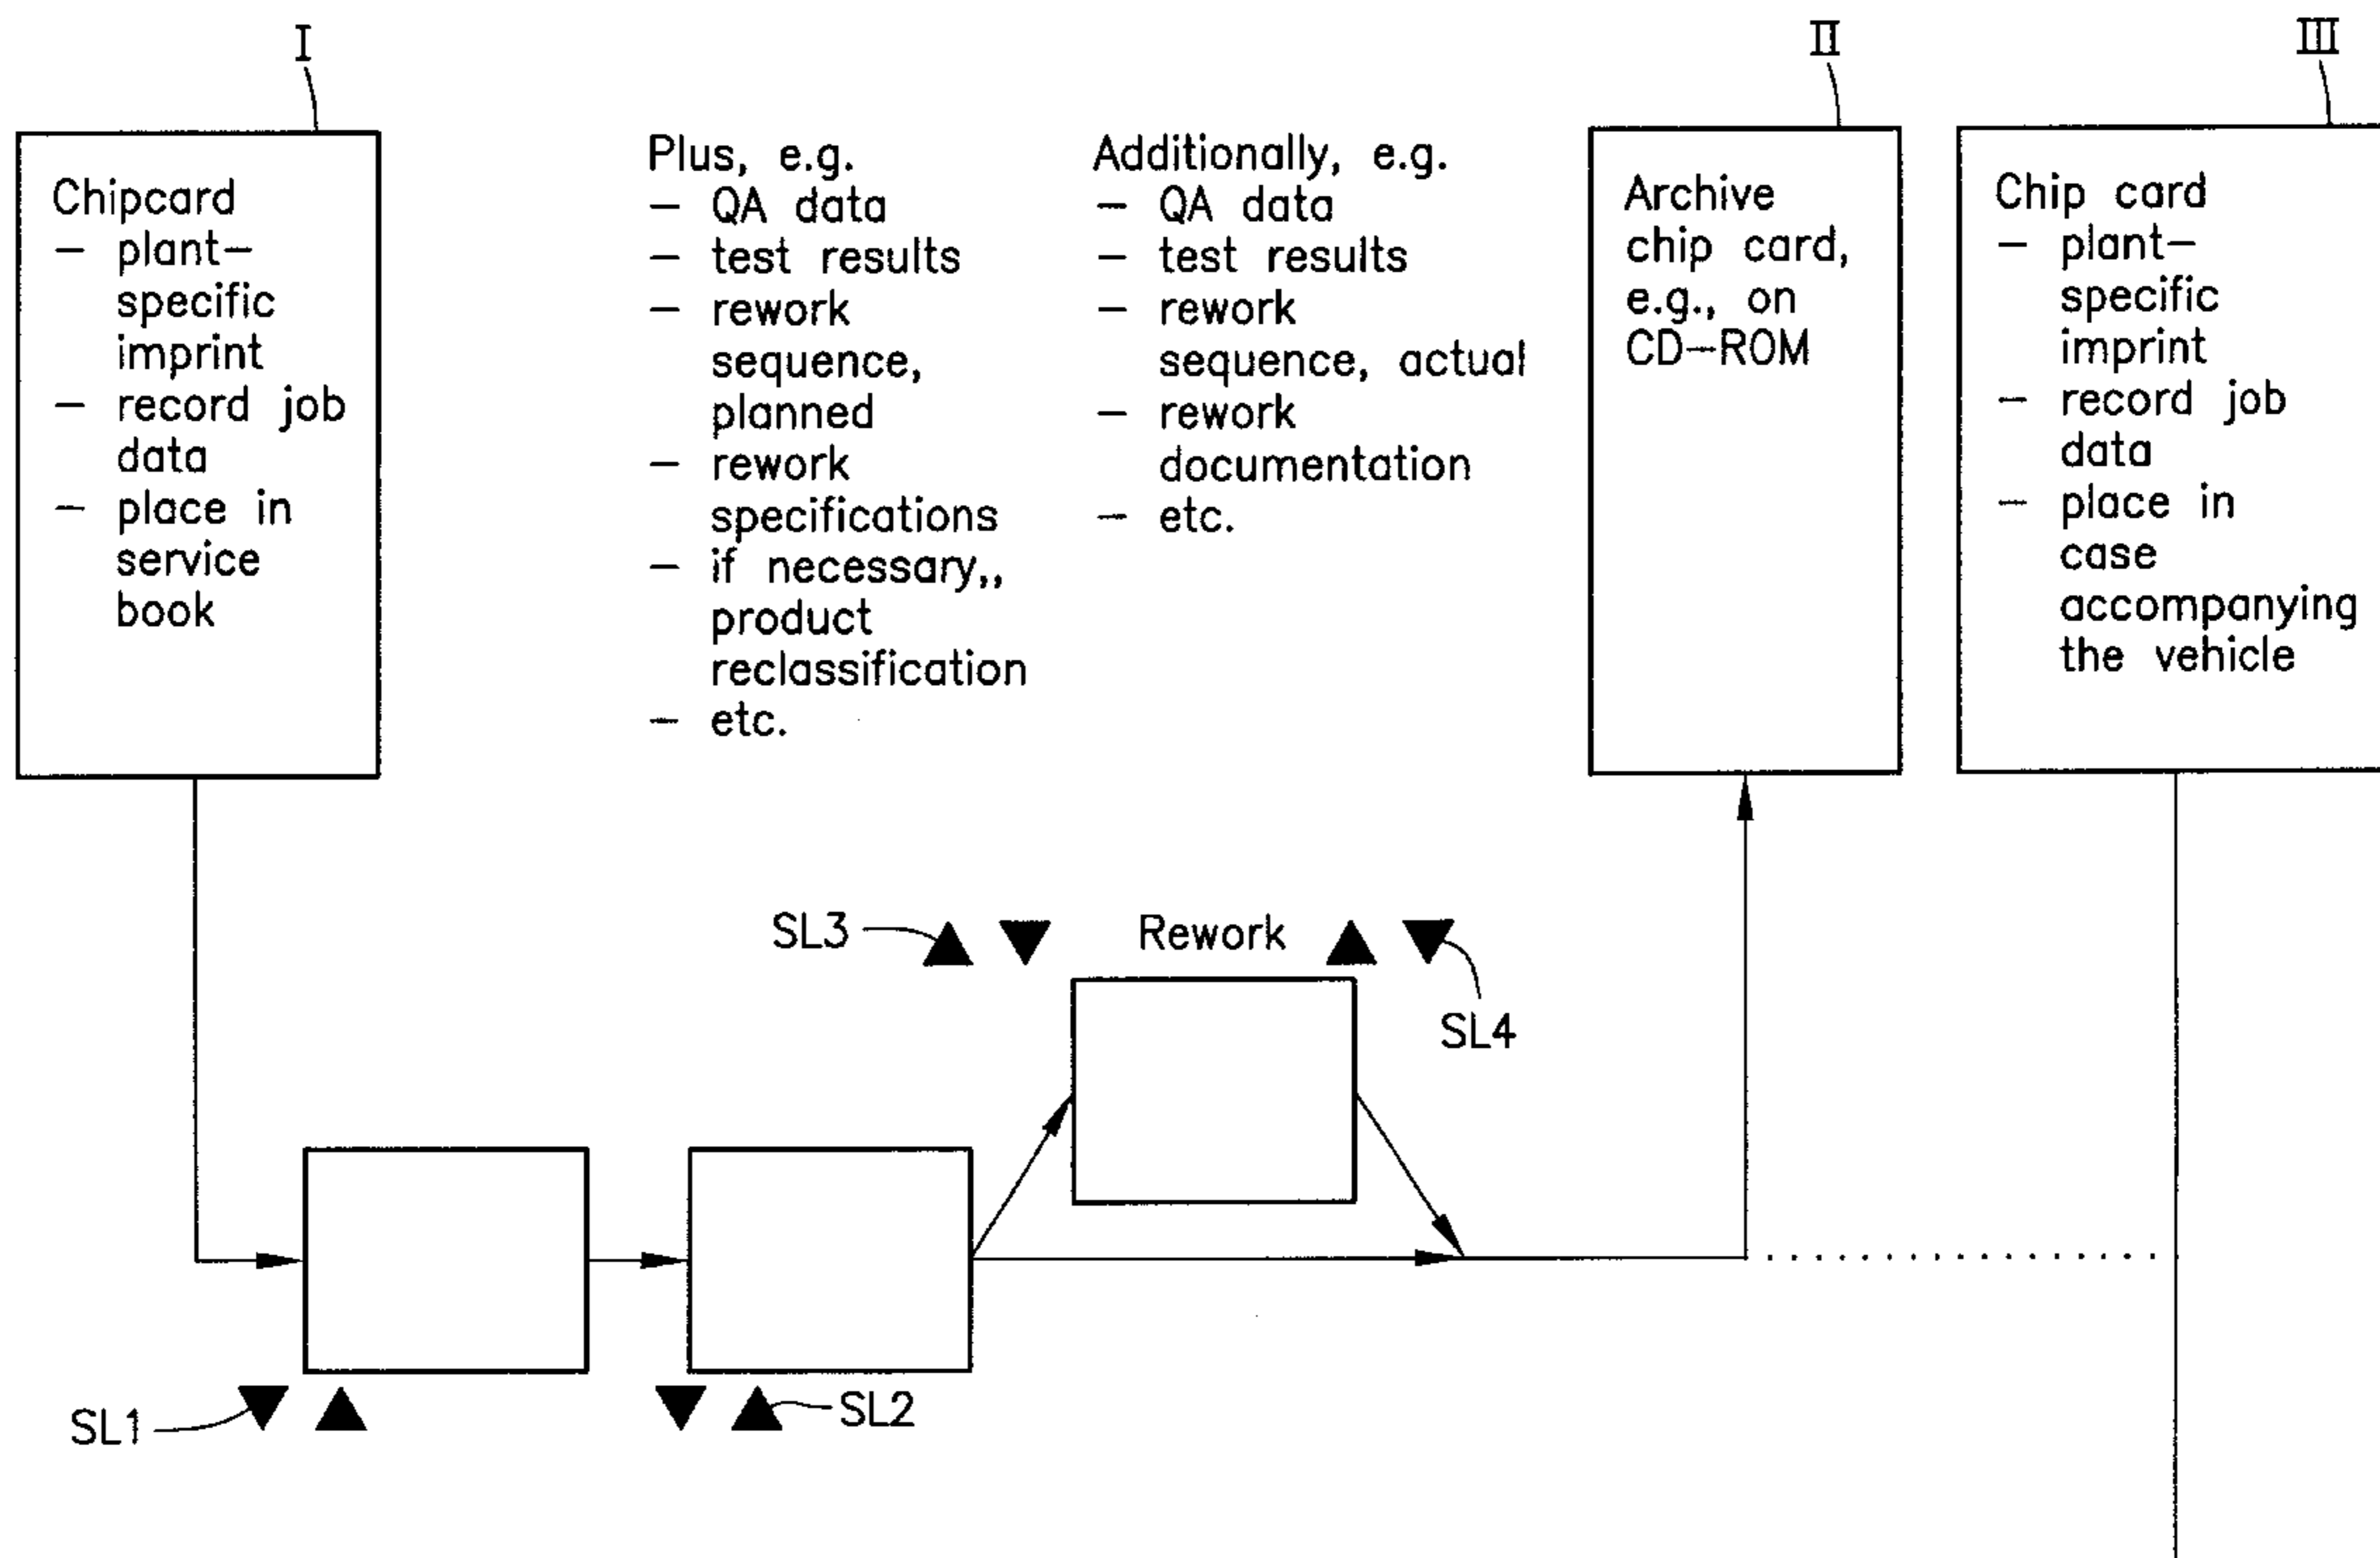 I
II
III
Chipcard
– plant–
specific
imprint
– record job
data
– place in
service
book
Plus, e.g.
– QA data
– test results
– rework
sequence,
planned
– rework
specifications
– if necessary,,
product
reclassification
– etc.
Additionally, e.g.
– QA data
– test results
– rework
sequence, actual
– rework
documentation
– etc.
Archive
chip card,
e.g., on
CD–ROM
Chip card
– plant–
specific
imprint
– record job
data
– place in
case
accompanying
the vehicle
SL3
Rework
SL4
SL1
SL2